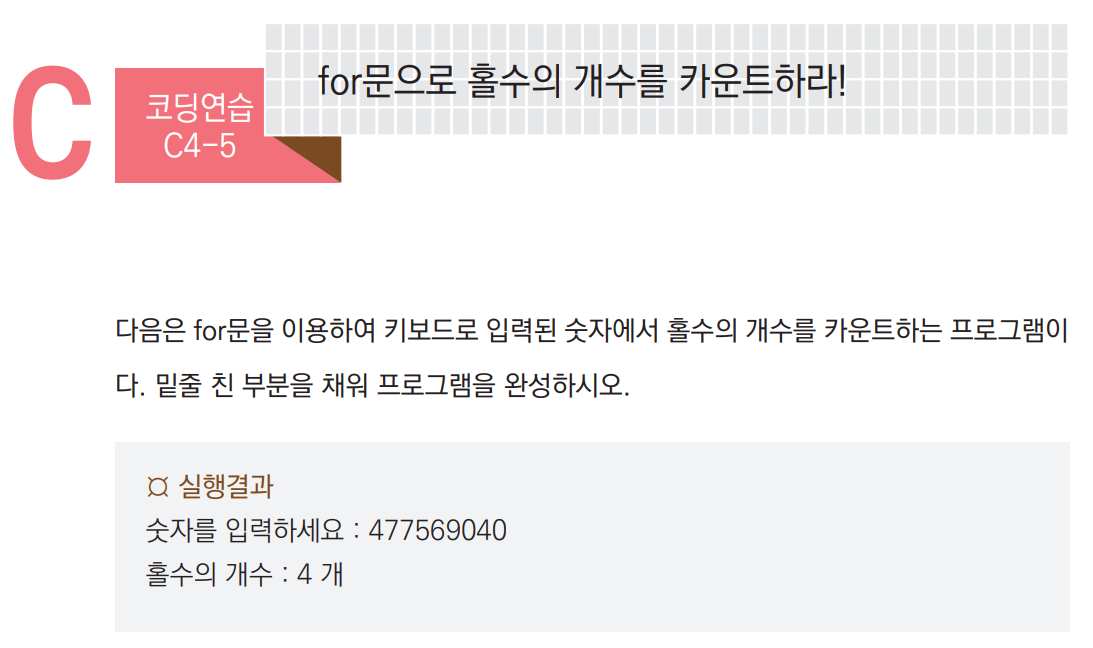 C
코딩연습
C4-5
for문으로 홀수의 개수를 카운트하라!
다음은 for문을 이용하여 키보드로 입력된 숫자에서 홀수의 개수를 카운트하는 프로그램이
다. 밑줄 친 부분을 채워 프로그램을 완성하시오.
¤ 실행결과
숫자를 입력하세요 : 477569040
홀수의 개수 : 4 개